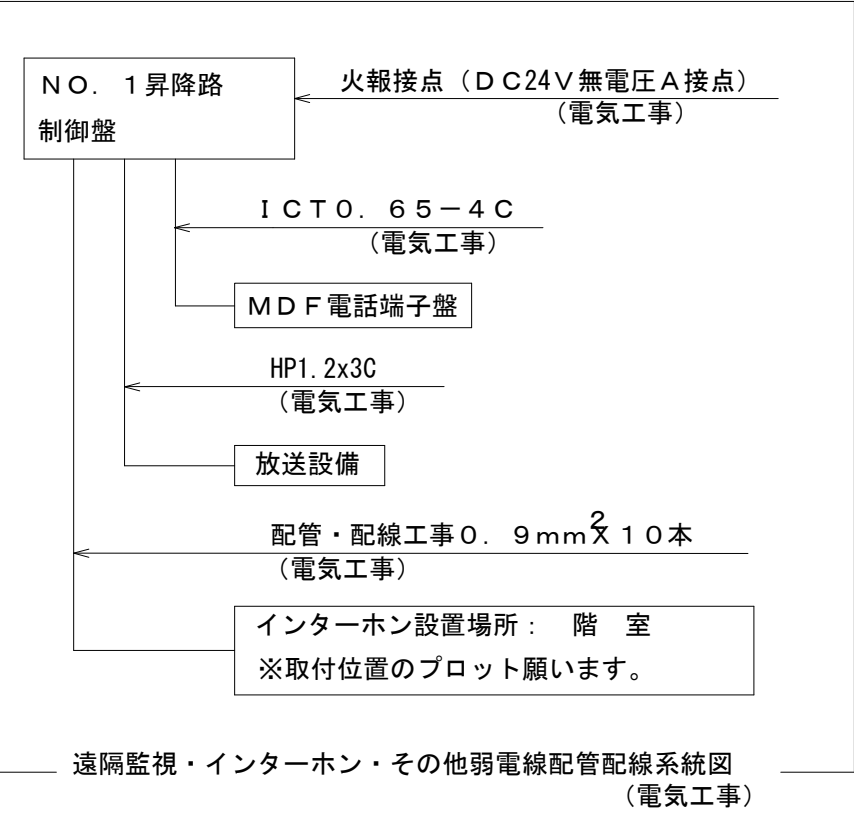 ＮＯ．１昇降路
制御盤
火報接点（ＤＣ24Ｖ無電圧Ａ接点）
（電気工事）
ＩＣＴ０．６５－４Ｃ
（電気工事）
ＭＤＦ電話端子盤
HP1.2x3C
（電気工事）
放送設備
配管・配線工事０．９ｍｍ2Ｘ１０本
（電気工事）
インターホン設置場所：　階　室
※取付位置のプロット願います。
遠隔監視・インターホン・その他弱電線配管配線系統図
（電気工事）